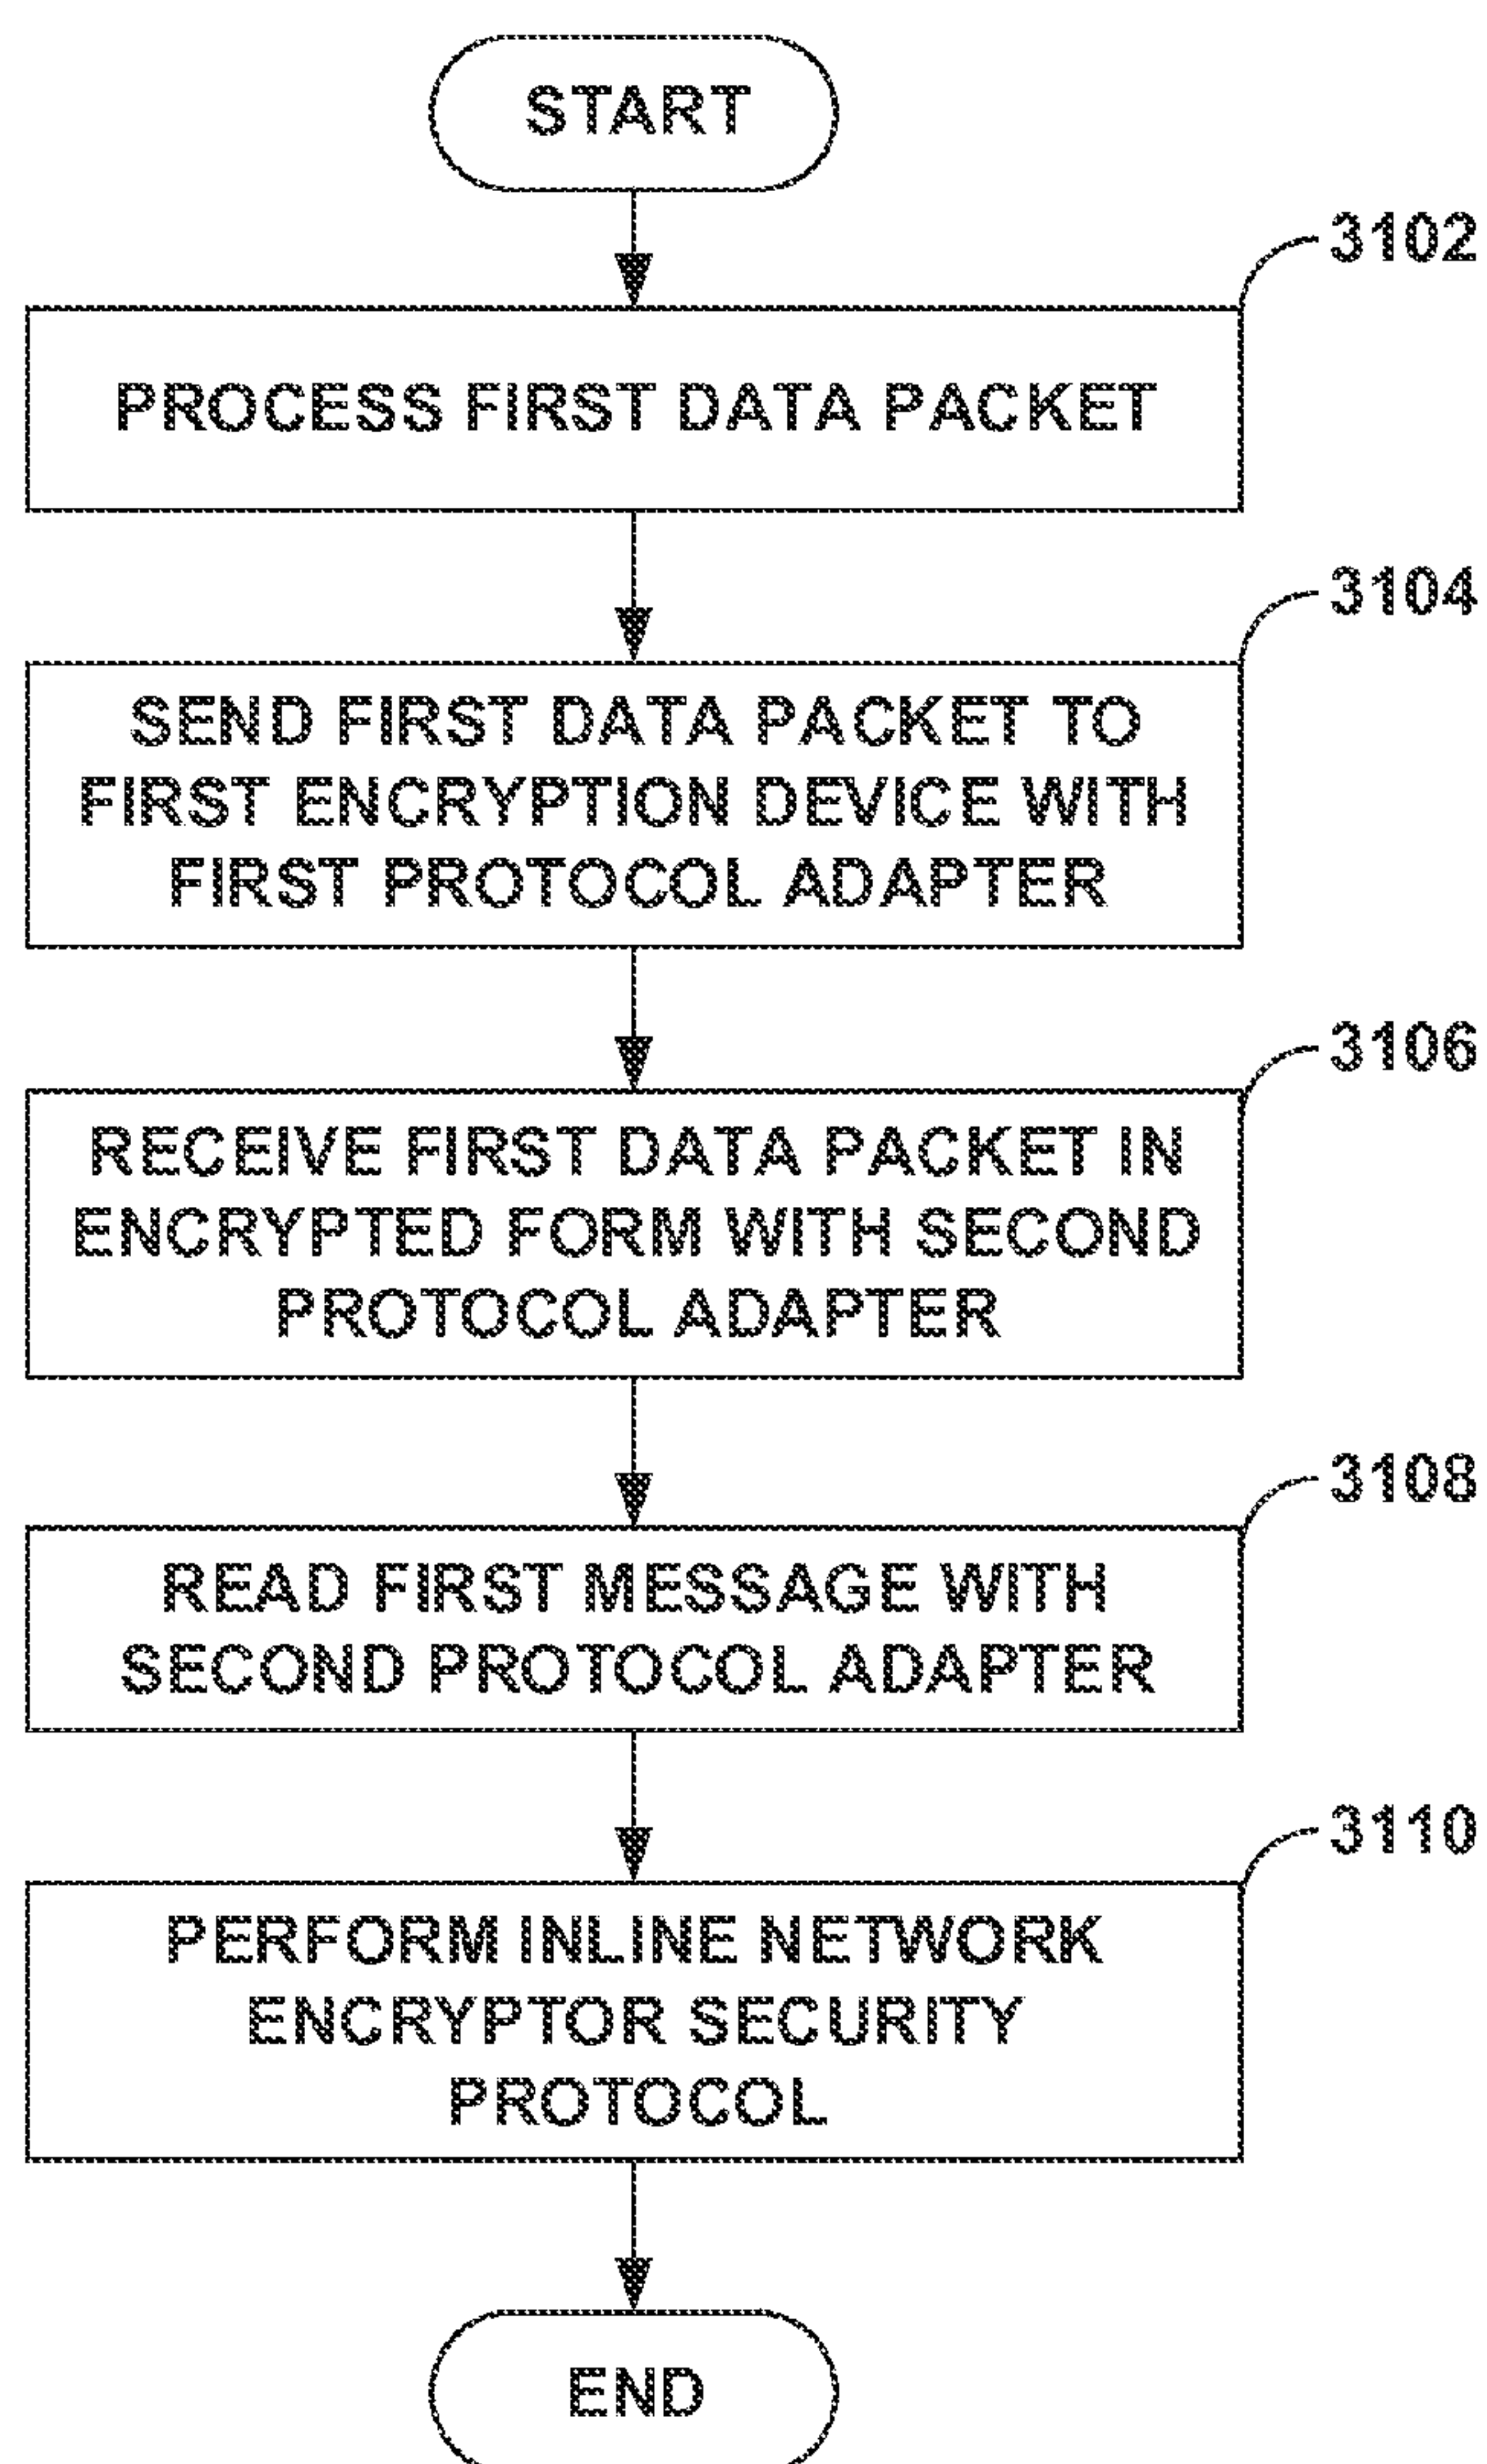 START
3102
PROCESS FIRST DATA PACKET
3104
SEND FIRST DATA PACKET TO
FIRST ENCRYPTION DEVICE WITH
FIRST PROTOCOL ADAPTER
3106
RECEIVE FIRST DATA PACKET IN
ENCRYPTED FORM WITH SECOND
PROTOCOL ADAPTER
3108
READ FIRST MESSAGE WITH
SECOND PROTOCOL ADAPTER
3110
PERFORM INLINE NETWORK
ENCRYPTOR SECURITY
PROTOCOL
END